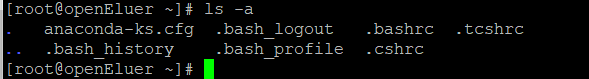 [root@openEluer ~]# ls -a
.   anaconda-ks.cfg  .bash_logout   .bashrc  .tcshrc
..  .bash_history    .bash_profile  .cshrc
[root@openEluer ~]#